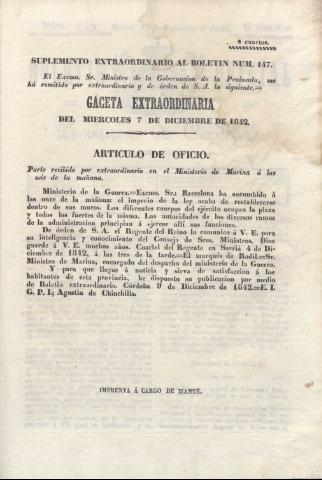 4 cuartos.
SUPLEMENTO EXTRAORDINARIO AL BOLETIN NUM. 147.
El Excmo. Sr. Ministro de la Gobernacion de la Península, me
há remitido por extraordinario y de órden de S. A. la siguiente.=
GACETA EXTRAORDINARIA
DEL MIERCOLES 7 DE DICIEMBRE DE 1842.
ARTICULO DE OFICIO.
Parte recibido por extraordinario en el Ministerio de Marina á las
seis de la mañana.
Ministerio de la Guerra.=Excmo. Sr.: Barcelona ha sucumbido á
las once de la mañana: el imperio de la ley acaba de restablecerse
dentro de sus muros. Los diferentes cuerpos del ejército ocupan la plaza
y todos los fuertes de la misma. Las autoridades de los diversos ramos
de la administracion principian á ejercer allí sus funciones.
De órden de S. A. el Regente del Reino lo comunico á V. E. para
su inteligencia y conocimiento del Consejo de Sres. Ministros. Dios
guarde á V. E. muchos años. Cuartel del Regente en Sarriá 4 de Di-
ciembre de 1842, á las tres de la tarde.=El marqués de Rodil.=Sr.
Ministro de Marina, encargado del despacho del ministerio de la Guerra.
Y para que llegue á noticia y sirva de satisfaccion á los
habitantes de esta provincia, he dispuesto su publicacion por medio
de Boletin extraordinario. Córdoba 9 de Diciembre de 1842.=E. I.
G. P. I., Agustin de Chinchilla.
IMPRENTA Á CARGO DE MANTÉ.